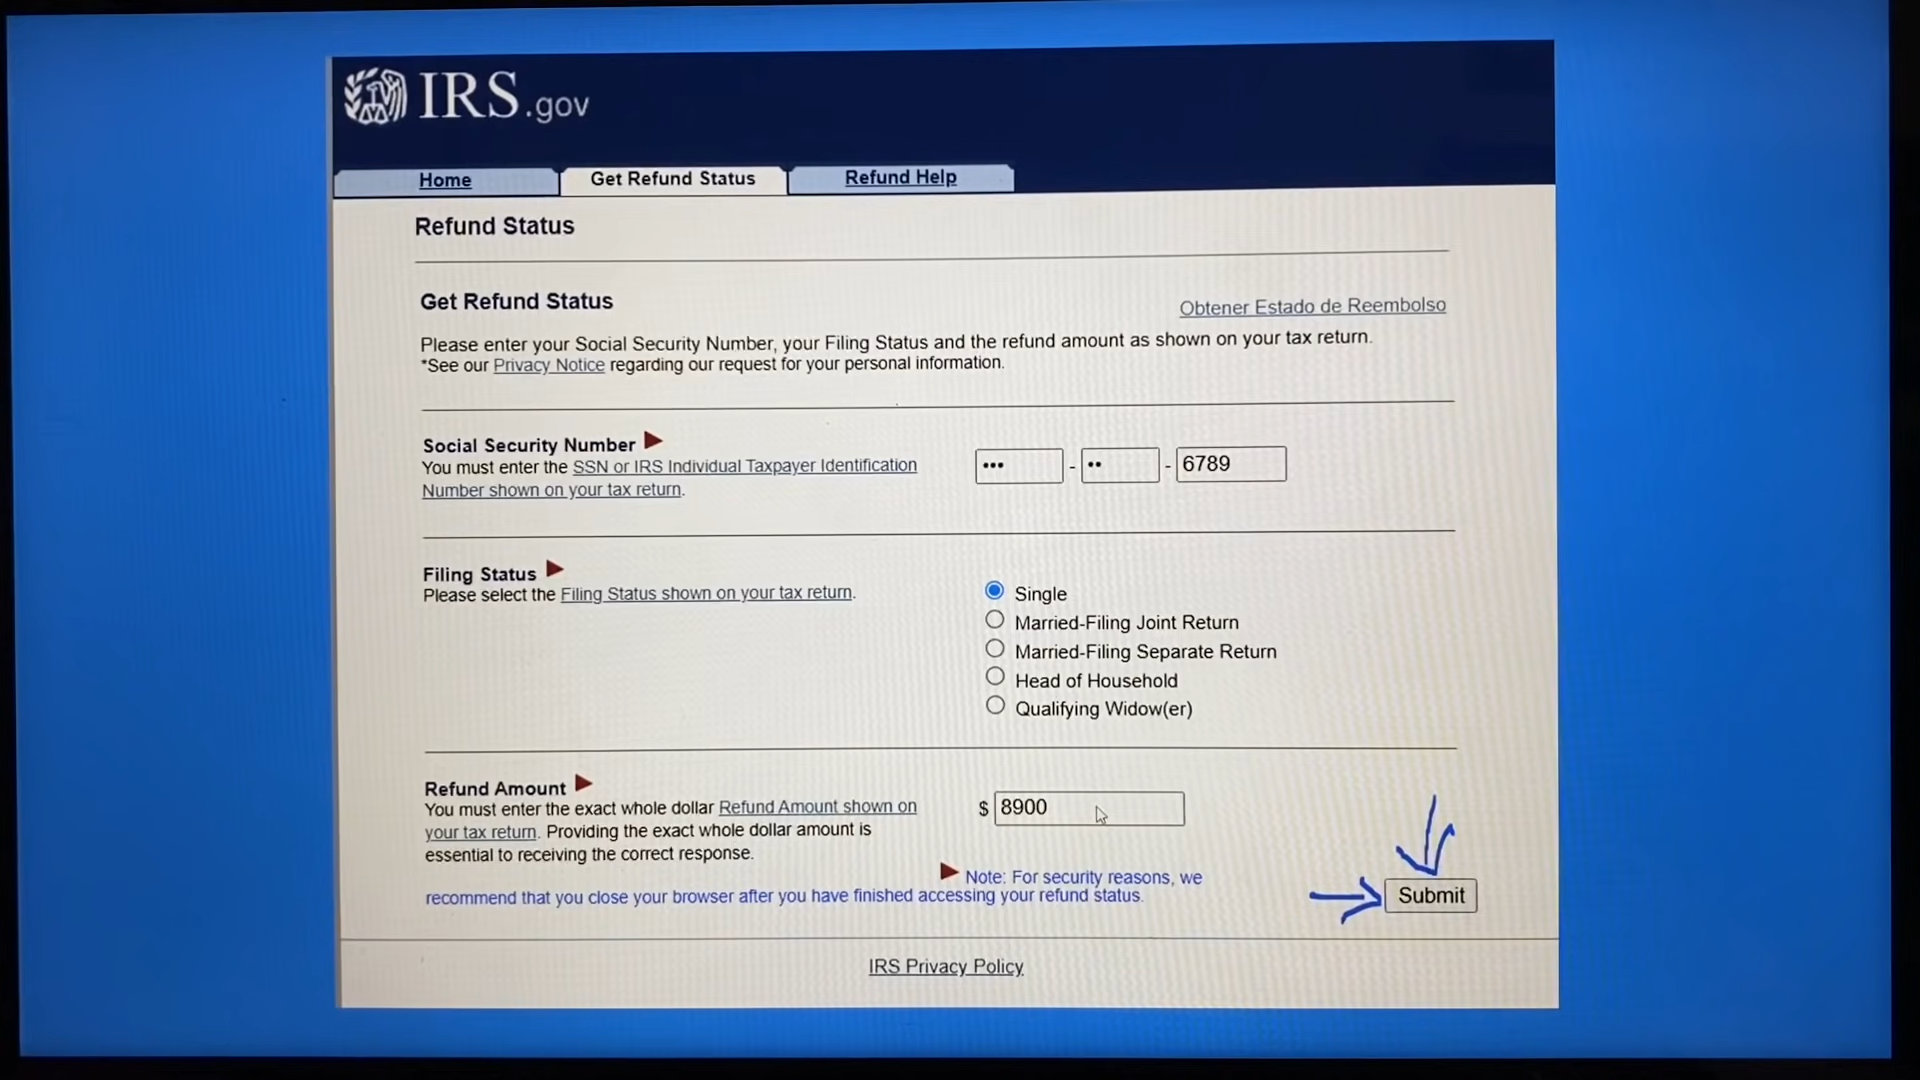 IRS.gov
Home
Get Refund Status
Refund Help
Refund Status
Get Refund Status
Obtener Estado de Reembolso
Please enter your Social Security Number, your Filing Status and the refund amount as shown on your tax return.
*See our Privacy Notice regarding our request for your personal information.
Social Security Number
You must enter the SSN or IRS Individual Taxpayer Identification
Number shown on your tax return.
••• - •• - 6789
Filing Status
Please select the Filing Status shown on your tax return.
Single
Married-Filing Joint Return
Married-Filing Separate Return
Head of Household
Qualifying Widow(er)
Refund Amount
You must enter the exact whole dollar Refund Amount shown on
your tax return. Providing the exact whole dollar amount is
essential to receiving the correct response.
$ 8900
Note: For security reasons, we
recommend that you close your browser after you have finished accessing your refund status.
Submit
IRS Privacy Policy